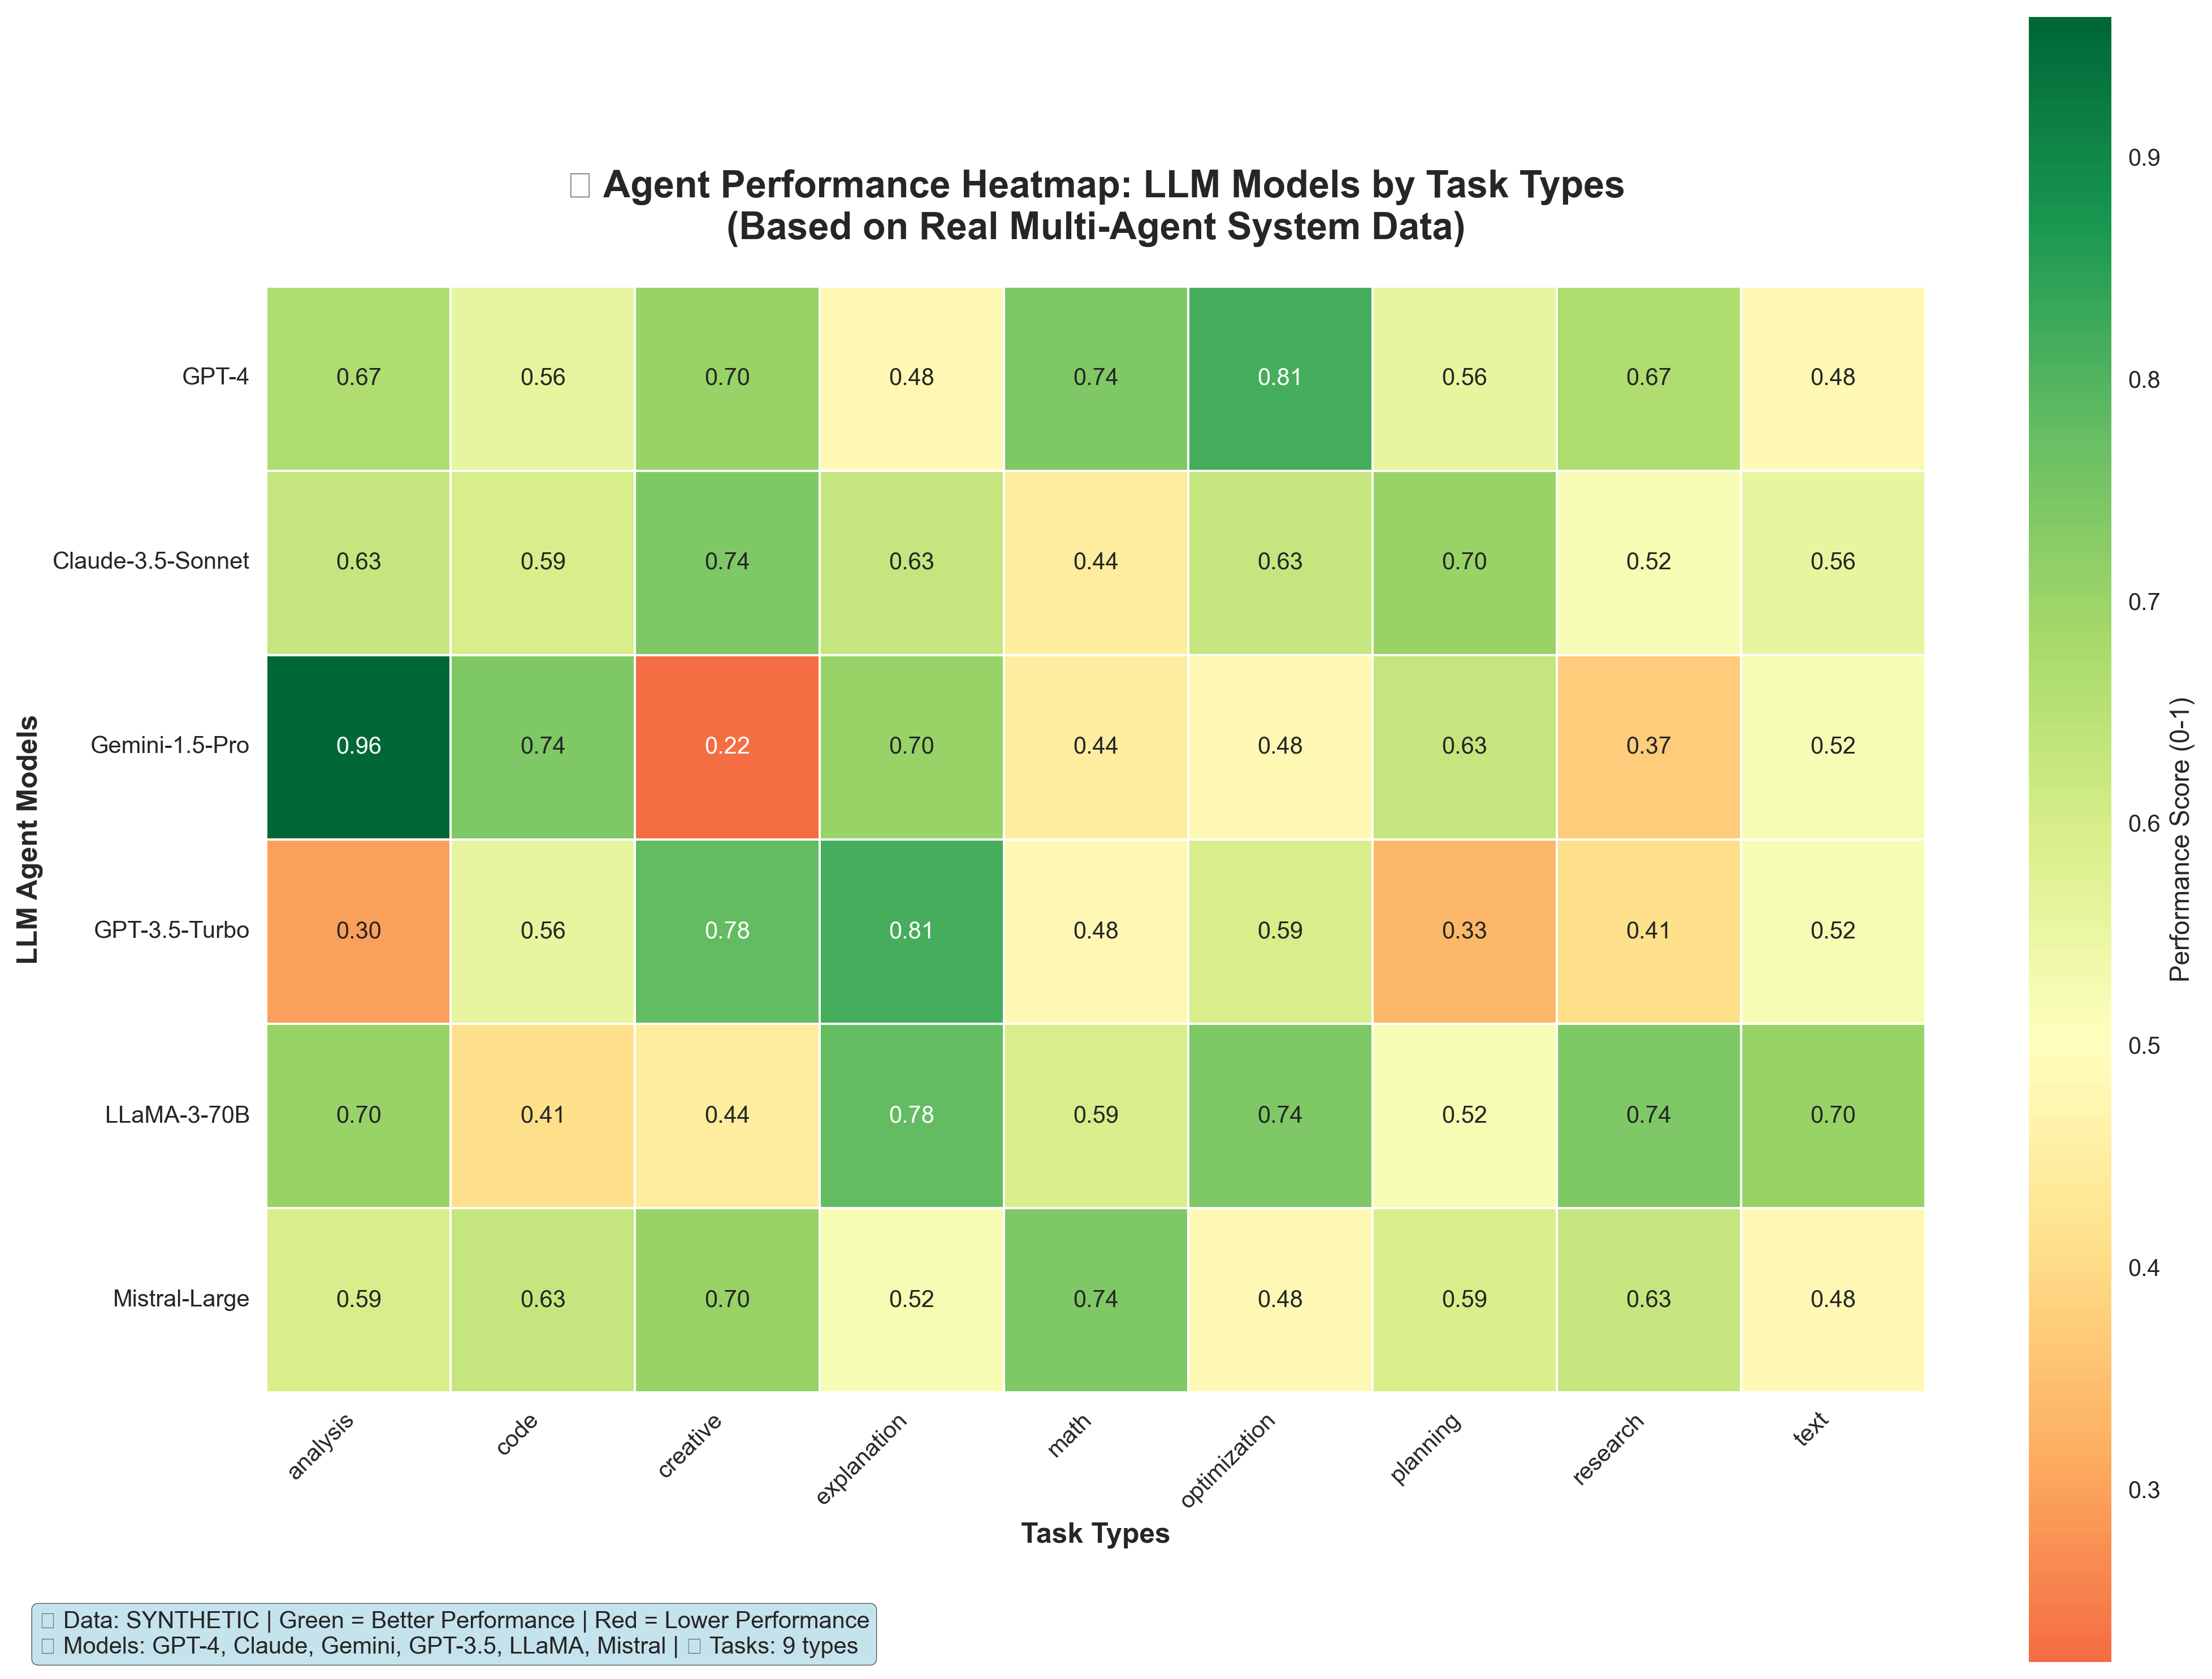 Agent Performance Heatmap: LLM Models by Task Types
(Based on Real Multi-Agent System Data)
LLM Agent Models
GPT-4 0.67 0.56 0.70 0.48 0.74 0.81 0.56 0.67 0.48
Claude-3.5-Sonnet 0.63 0.59 0.74 0.63 0.44 0.63 0.70 0.52 0.56
Gemini-1.5-Pro 0.96 0.74 0.22 0.70 0.44 0.48 0.63 0.37 0.52
GPT-3.5-Turbo 0.30 0.56 0.78 0.81 0.48 0.59 0.33 0.41 0.52
LLaMA-3-70B 0.70 0.41 0.44 0.78 0.59 0.74 0.52 0.74 0.70
Mistral-Large 0.59 0.63 0.70 0.52 0.74 0.48 0.59 0.63 0.48
analysis code creative explanation math optimization planning research text
Task Types
0.9
0.8
0.7
0.6
0.5
0.4
0.3
Performance Score (0-1)
Data: SYNTHETIC | Green = Better Performance | Red = Lower Performance
Models: GPT-4, Claude, Gemini, GPT-3.5, LLaMA, Mistral | Tasks: 9 types